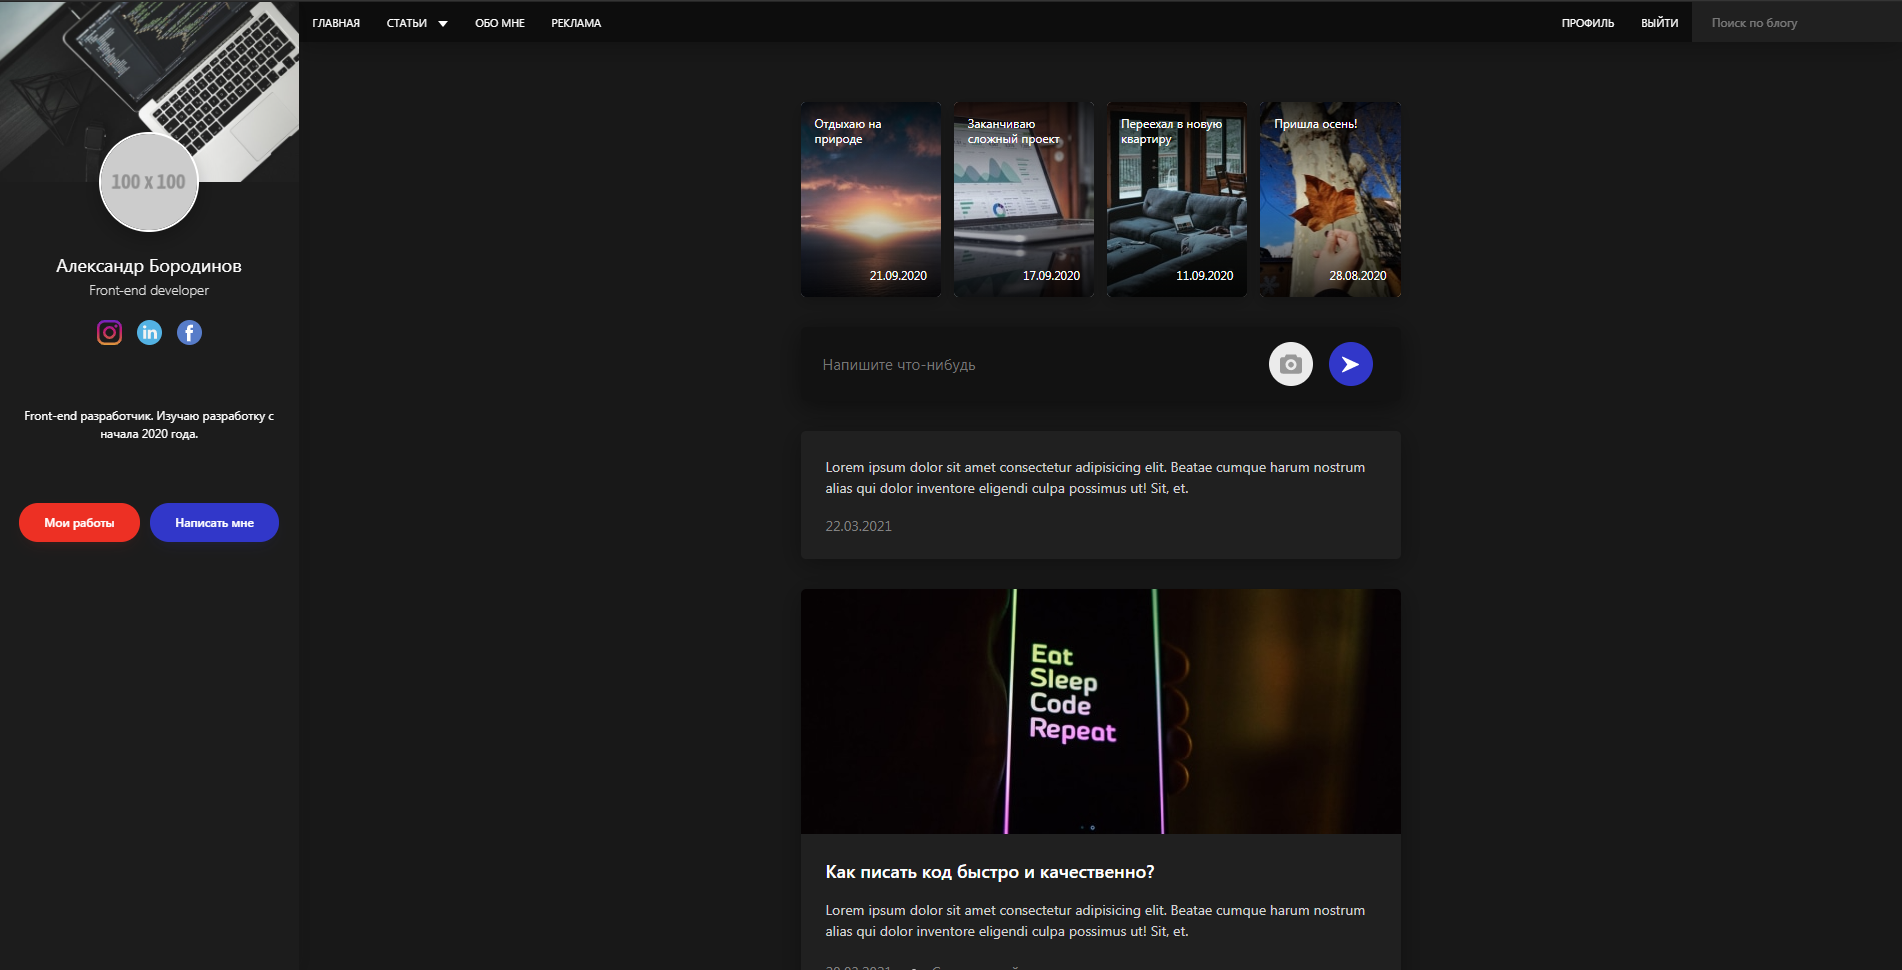 ГЛАВНАЯ
СТАТЬИ
ОБО МНЕ
РЕКЛАМА
ПРОФИЛЬ
ВЫЙТИ
Поиск по блогу
100 x 100
Александр Бородинов
Front-end developer
in
f
Front-end разработчик. Изучаю разработку с
начала 2020 года.
Мои работы
Написать мне
Отдыхаю на
природе
21.09.2020
Заканчиваю
сложный проект
17.09.2020
Переехал в новую
квартиру
11.09.2020
Пришла осень!
28.08.2020
Напишите что-нибудь
Lorem ipsum dolor sit amet consectetur adipisicing elit. Beatae cumque harum nostrum
alias qui dolor inventore eligendi culpa possimus ut! Sit, et.
22.03.2021
Eat
Sleep
Code
Repeat
Как писать код быстро и качественно?
Lorem ipsum dolor sit amet consectetur adipisicing elit. Beatae cumque harum nostrum
alias qui dolor inventore eligendi culpa possimus ut! Sit, et.